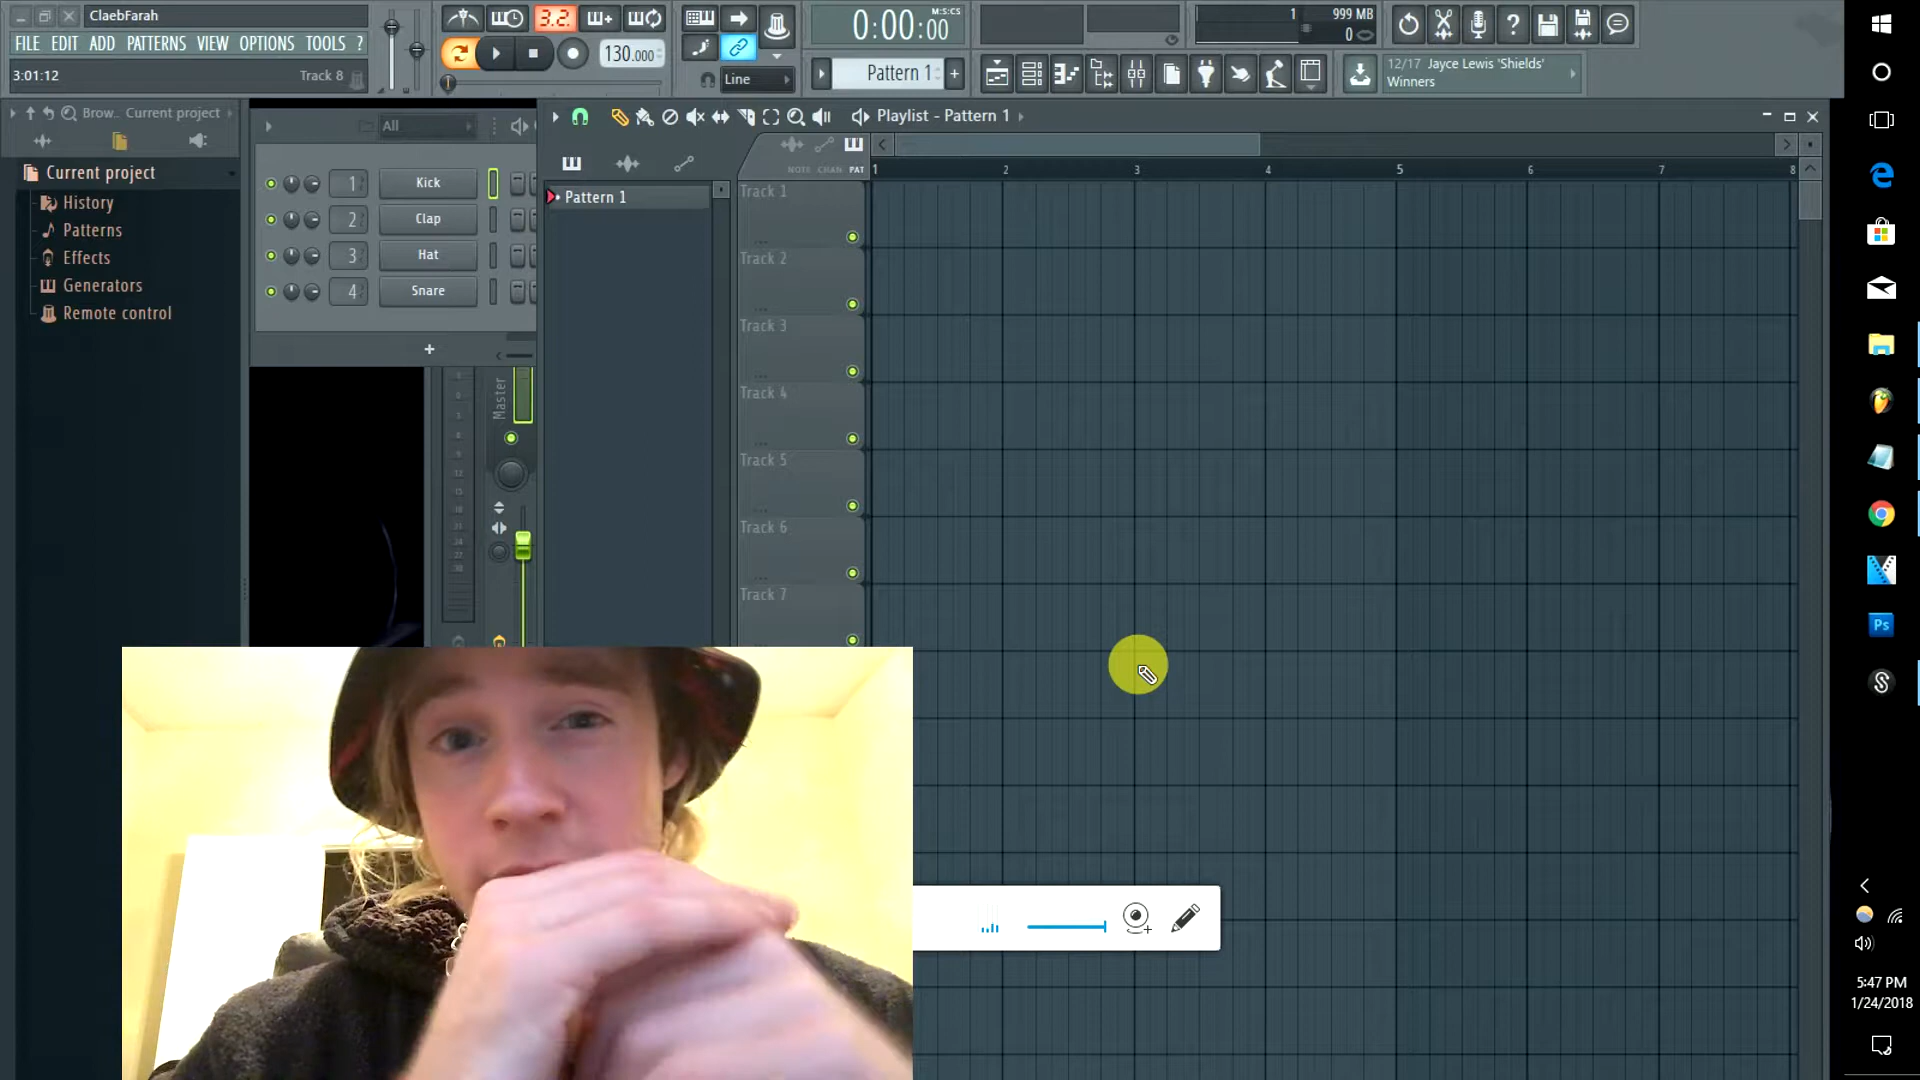 ClaebFarah
FILE EDIT ADD PATTERNS VIEW OPTIONS TOOLS ?
3:01:12 Track 8
3.2.
130.000
Line
0:00:00
M:S:CS
Pattern 1
+
1 999 MB
0
12/17 Jayce Lewis 'Shields'
Winners
Brow.. Current project
Current project
History
Patterns
Effects
Generators
Remote control
All
1 Kick
2 Clap
3 Hat
4 Snare
+
Master
Playlist - Pattern 1
Pattern 1
NOTE CHAN PAT
1 2 3 4 5 6 7 8
Track 1
Track 2
Track 3
Track 4
Track 5
Track 6
Track 7
Ps
5:47 PM
1/24/2018